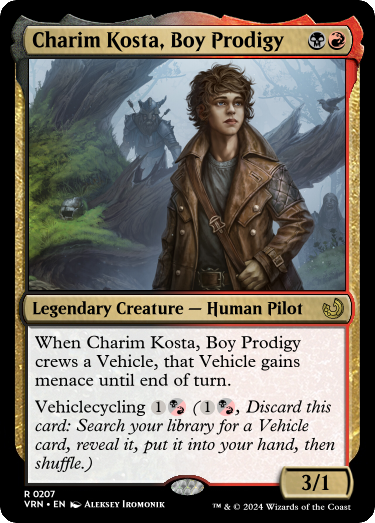 Charim Kosta, Boy Prodigy
Legendary Creature — Human Pilot
When Charim Kosta, Boy Prodigy
crews a Vehicle, that Vehicle gains
menace until end of turn.
Vehiclecycling 1 (1, Discard this
card: Search your library for a Vehicle
card, reveal it, put it into your hand, then
shuffle.)
3/1
R 0207
VRN • EN Aleksey Iromonik
™ & © 2024 Wizards of the Coast